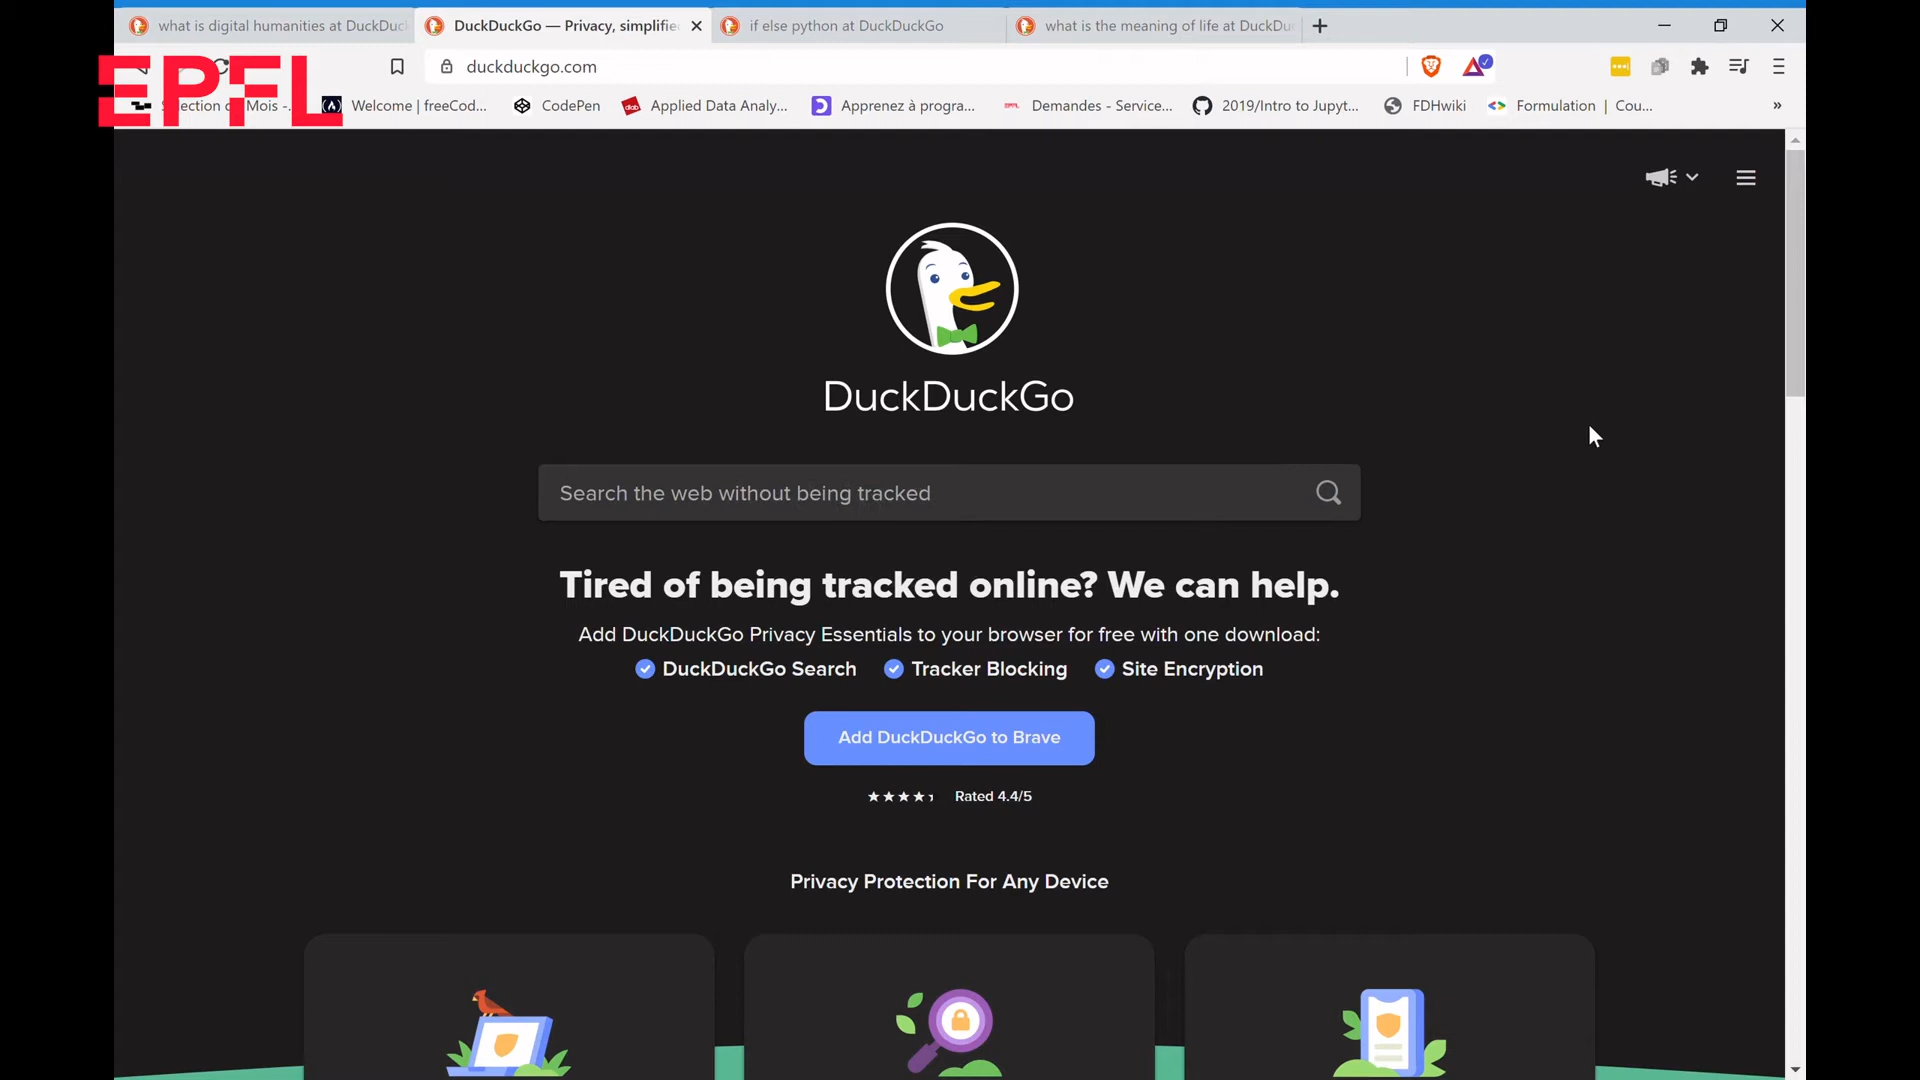 what is digital humanities at DuckDuc
DuckDuckGo — Privacy, simplifie
if else python at DuckDuckGo
what is the meaning of life at DuckDu
duckduckgo.com
EPFL
Mois -
Welcome | freeCod...
CodePen
Applied Data Analy...
Apprenez à progra...
Demandes - Service...
2019/Intro to Jupyt...
FDHwiki
Formulation | Cou...
DuckDuckGo
Search the web without being tracked
Tired of being tracked online? We can help.
Add DuckDuckGo Privacy Essentials to your browser for free with one download:
DuckDuckGo Search
Tracker Blocking
Site Encryption
Add DuckDuckGo to Brave
Rated 4.4/5
Privacy Protection For Any Device